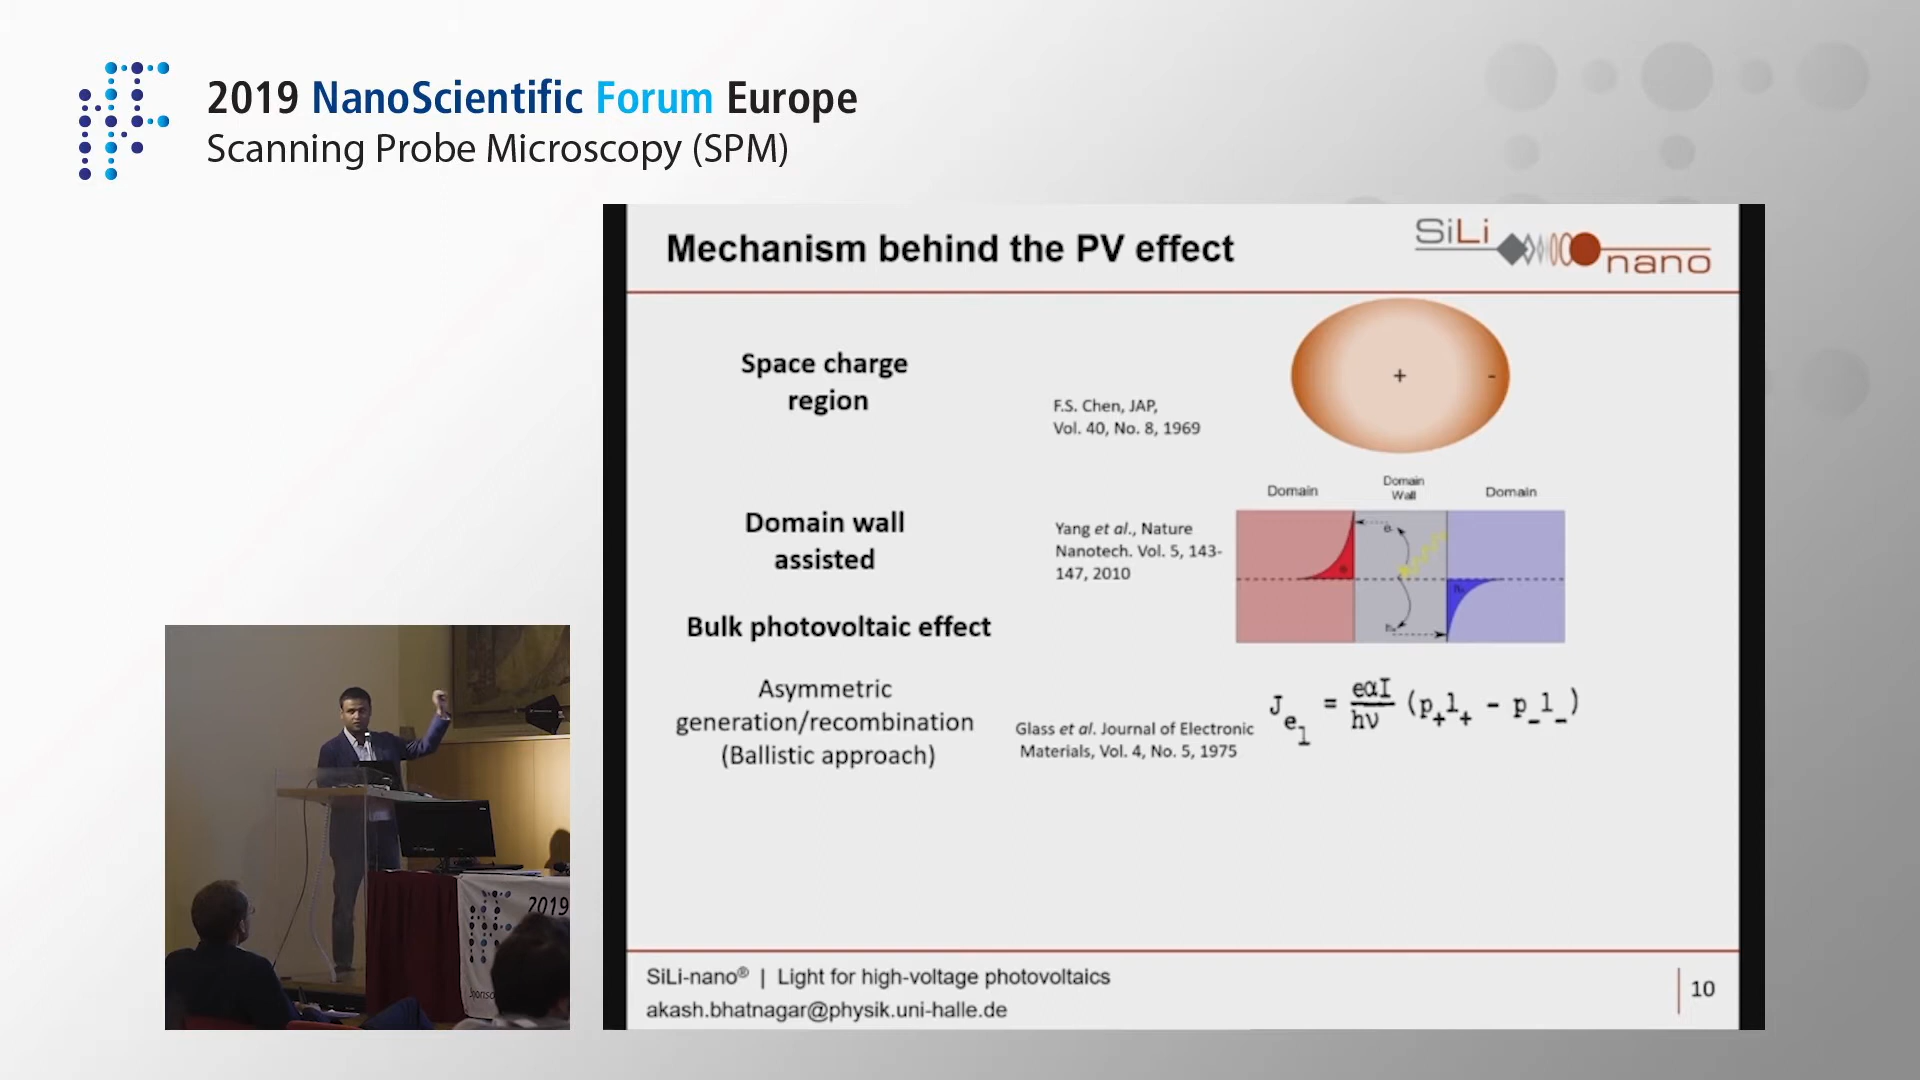 2019 NanoScientific Forum Europe
Scanning Probe Microscopy (SPM)
Mechanism behind the PV effect
SiLi
nano
Space charge
region
F.S. Chen, JAP,
Vol. 40, No. 8, 1969
+
-
Domain wall
assisted
Yang et al., Nature
Nanotech. Vol. 5, 143-
147, 2010
Domain
Domain
Wall
Domain
Bulk photovoltaic effect
Asymmetric
generation/recombination
(Ballistic approach)
Glass et al. Journal of Electronic
Materials, Vol. 4, No. 5, 1975
J_{e_l} = eαI/hν (p₊l₊ - p₋l₋)
SiLi-nano® | Light for high-voltage photovoltaics
akash.bhatnagar@physik.uni-halle.de
10
2019